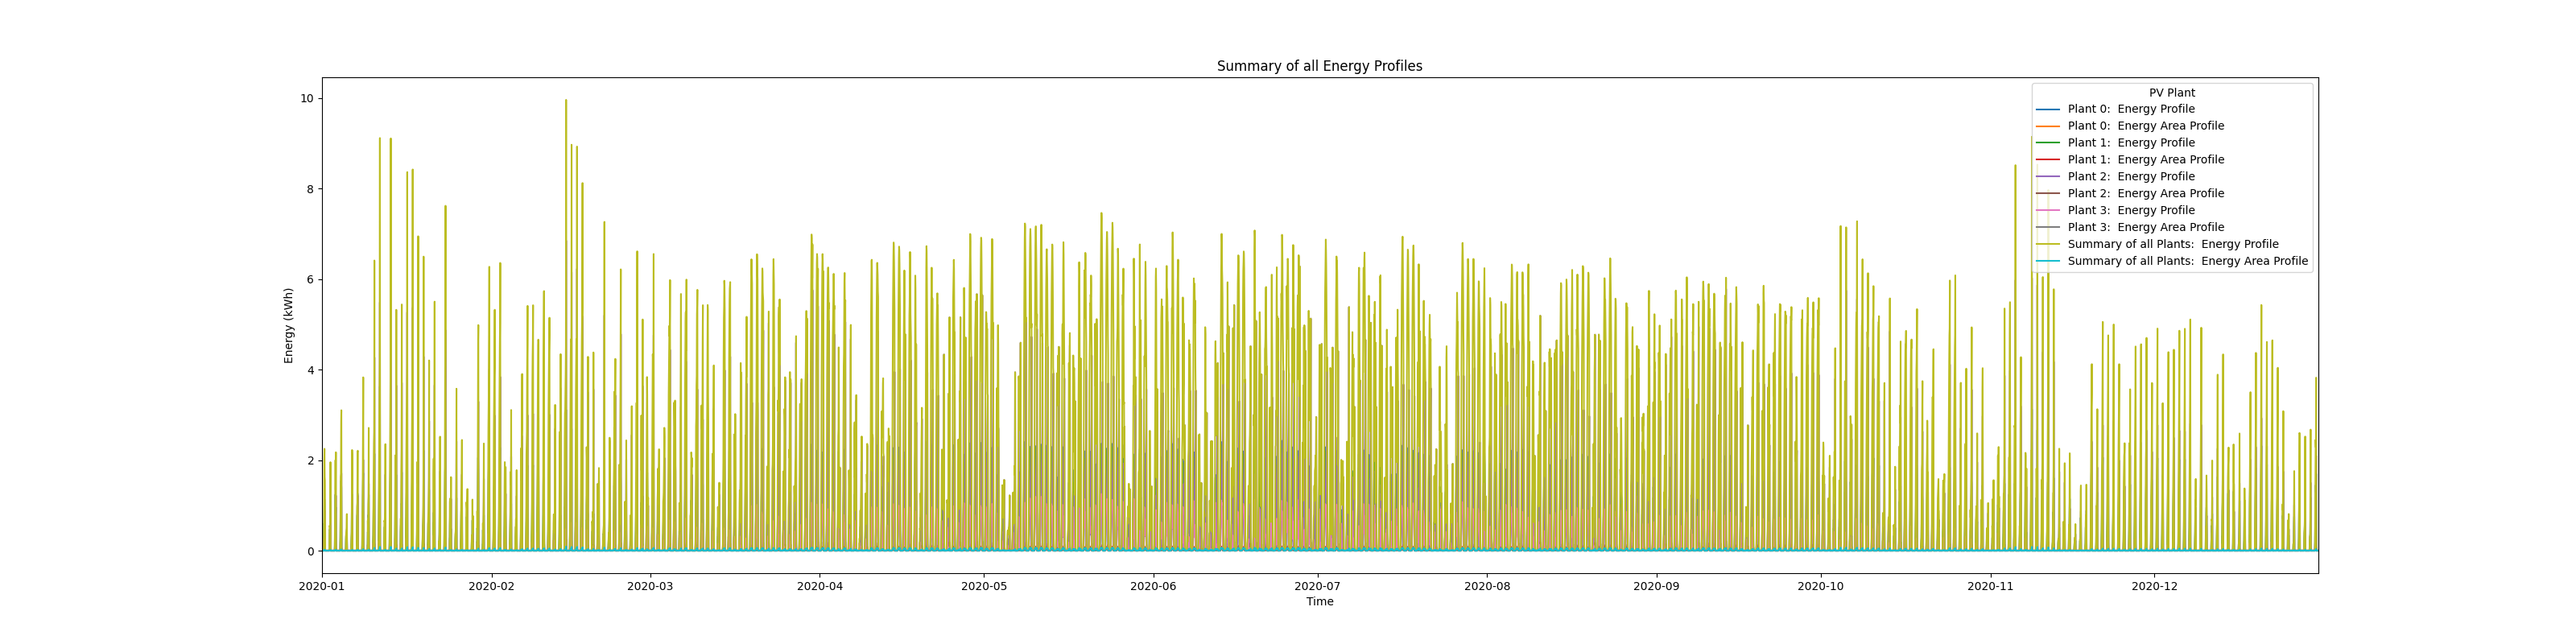 Summary of all Energy Profiles
PV Plant
Plant 0:  Energy Profile
Plant 0:  Energy Area Profile
Plant 1:  Energy Profile
Plant 1:  Energy Area Profile
Plant 2:  Energy Profile
Plant 2:  Energy Area Profile
Plant 3:  Energy Profile
Plant 3:  Energy Area Profile
Summary of all Plants:  Energy Profile
Summary of all Plants:  Energy Area Profile
Energy (kWh)
10
8
6
4
2
0
2020-01 2020-02 2020-03 2020-04 2020-05 2020-06 2020-07 2020-08 2020-09 2020-10 2020-11 2020-12
Time